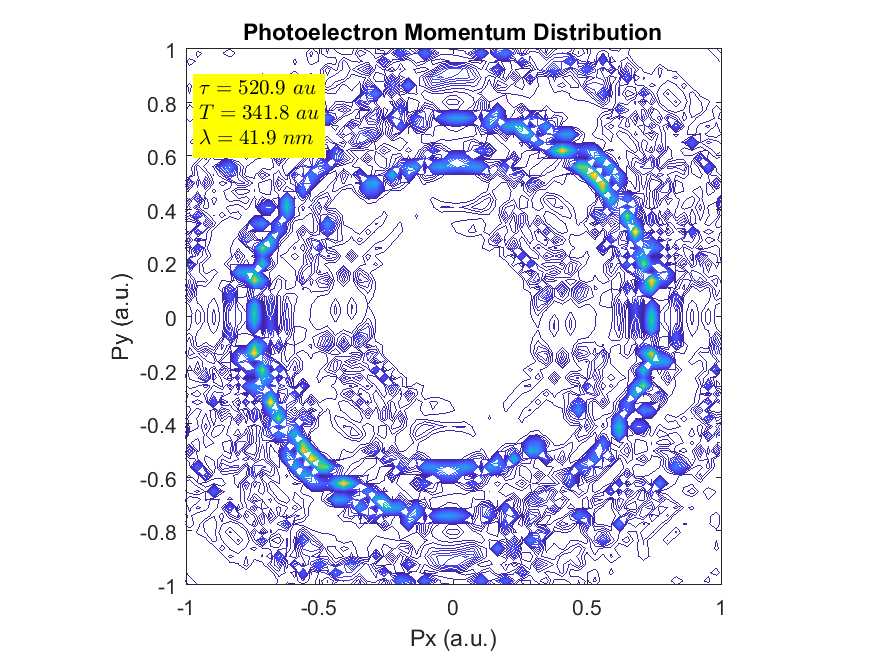 Photoelectron Momentum Distribution
τ = 520.9 au
T = 341.8 au
λ = 41.9 nm
1
0.8
0.6
0.4
0.2
0
-0.2
-0.4
-0.6
-0.8
-1
Py (a.u.)
-1 -0.5 0 0.5 1
Px (a.u.)